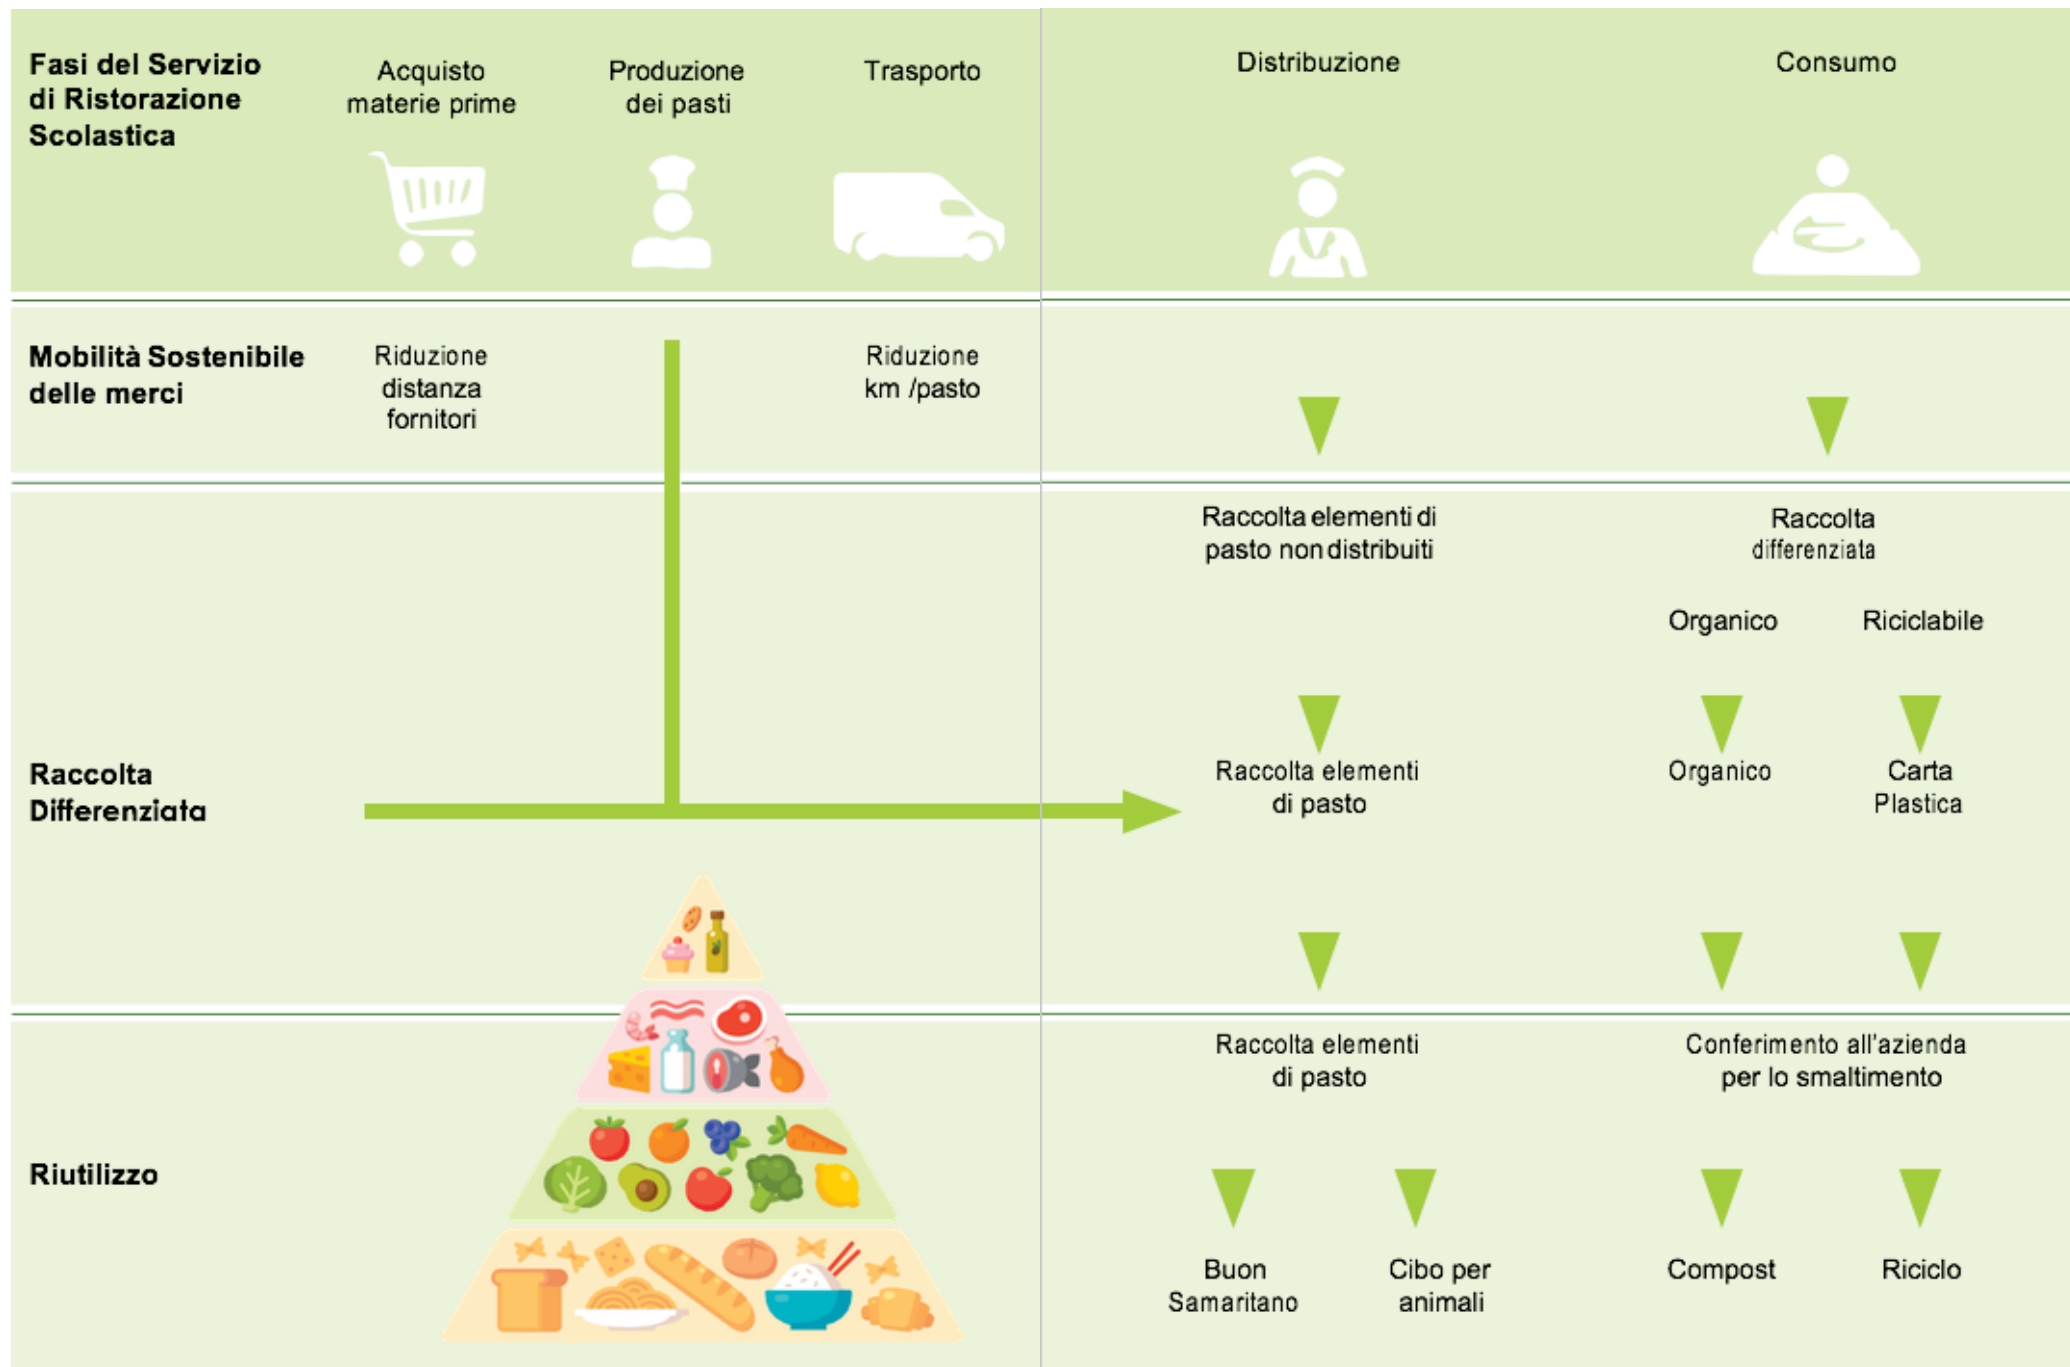 Fasi del Servizio
di Ristorazione
Scolastica
Acquisto
materie prime
Produzione
dei pasti
Trasporto
Distribuzione
Consumo
Mobilità Sostenibile
delle merci
Riduzione
distanza
fornitori
Riduzione
km /pasto
Raccolta elementi di
pasto non distribuiti
Raccolta
differenziata
Organico
Riciclabile
Raccolta
Differenziata
Raccolta elementi
di pasto
Organico
Carta
Plastica
Riutilizzo
Raccolta elementi
di pasto
Conferimento all'azienda
per lo smaltimento
Buon
Samaritano
Cibo per
animali
Compost
Riciclo